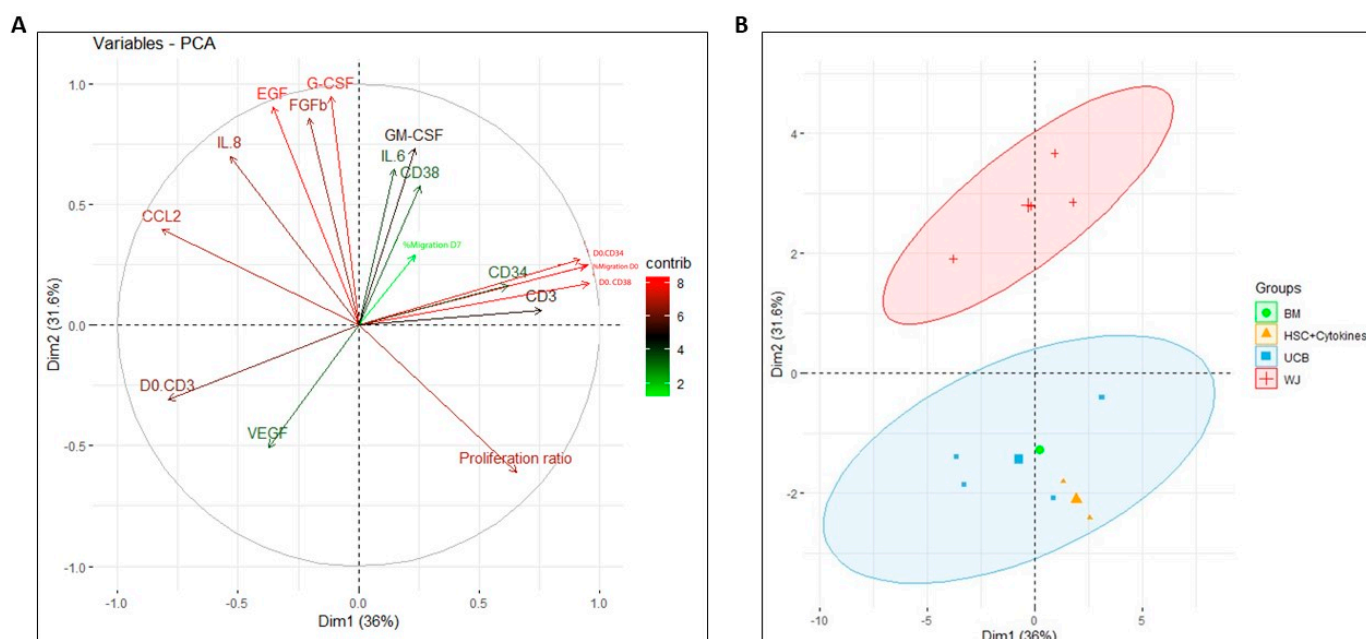 A
Variables - PCA
1.0
0.5
0.0
-0.5
-1.0
Dim2 (31.6%)
EGF
G-CSF
FGFb
GM-CSF
IL.8
IL.6
CD38
CCL2
%Migration D7
D0:CD34
%Migration D0
D0. CD38
CD34
CD3
D0.CD3
VEGF
Proliferation ratio
-1.0 -0.5 0.0 0.5 1.0
Dim1 (36%)
contrib
8
6
4
2
B
4
2
0
-2
Dim2 (31.6%)
-10 -5 0 5
Dim1 (36%)
Groups
BM
HSC+Cytokines
UCB
WJ